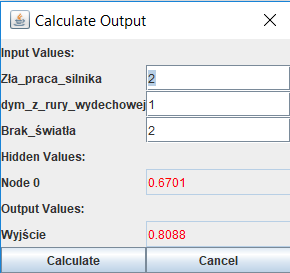 Calculate Output
Input Values:
Zła_praca_silnika 2
dym_z_rury_wydechowej 1
Brak_światła 2
Hidden Values:
Node 0 0.6701
Output Values:
Wyjście 0.8088
Calculate Cancel